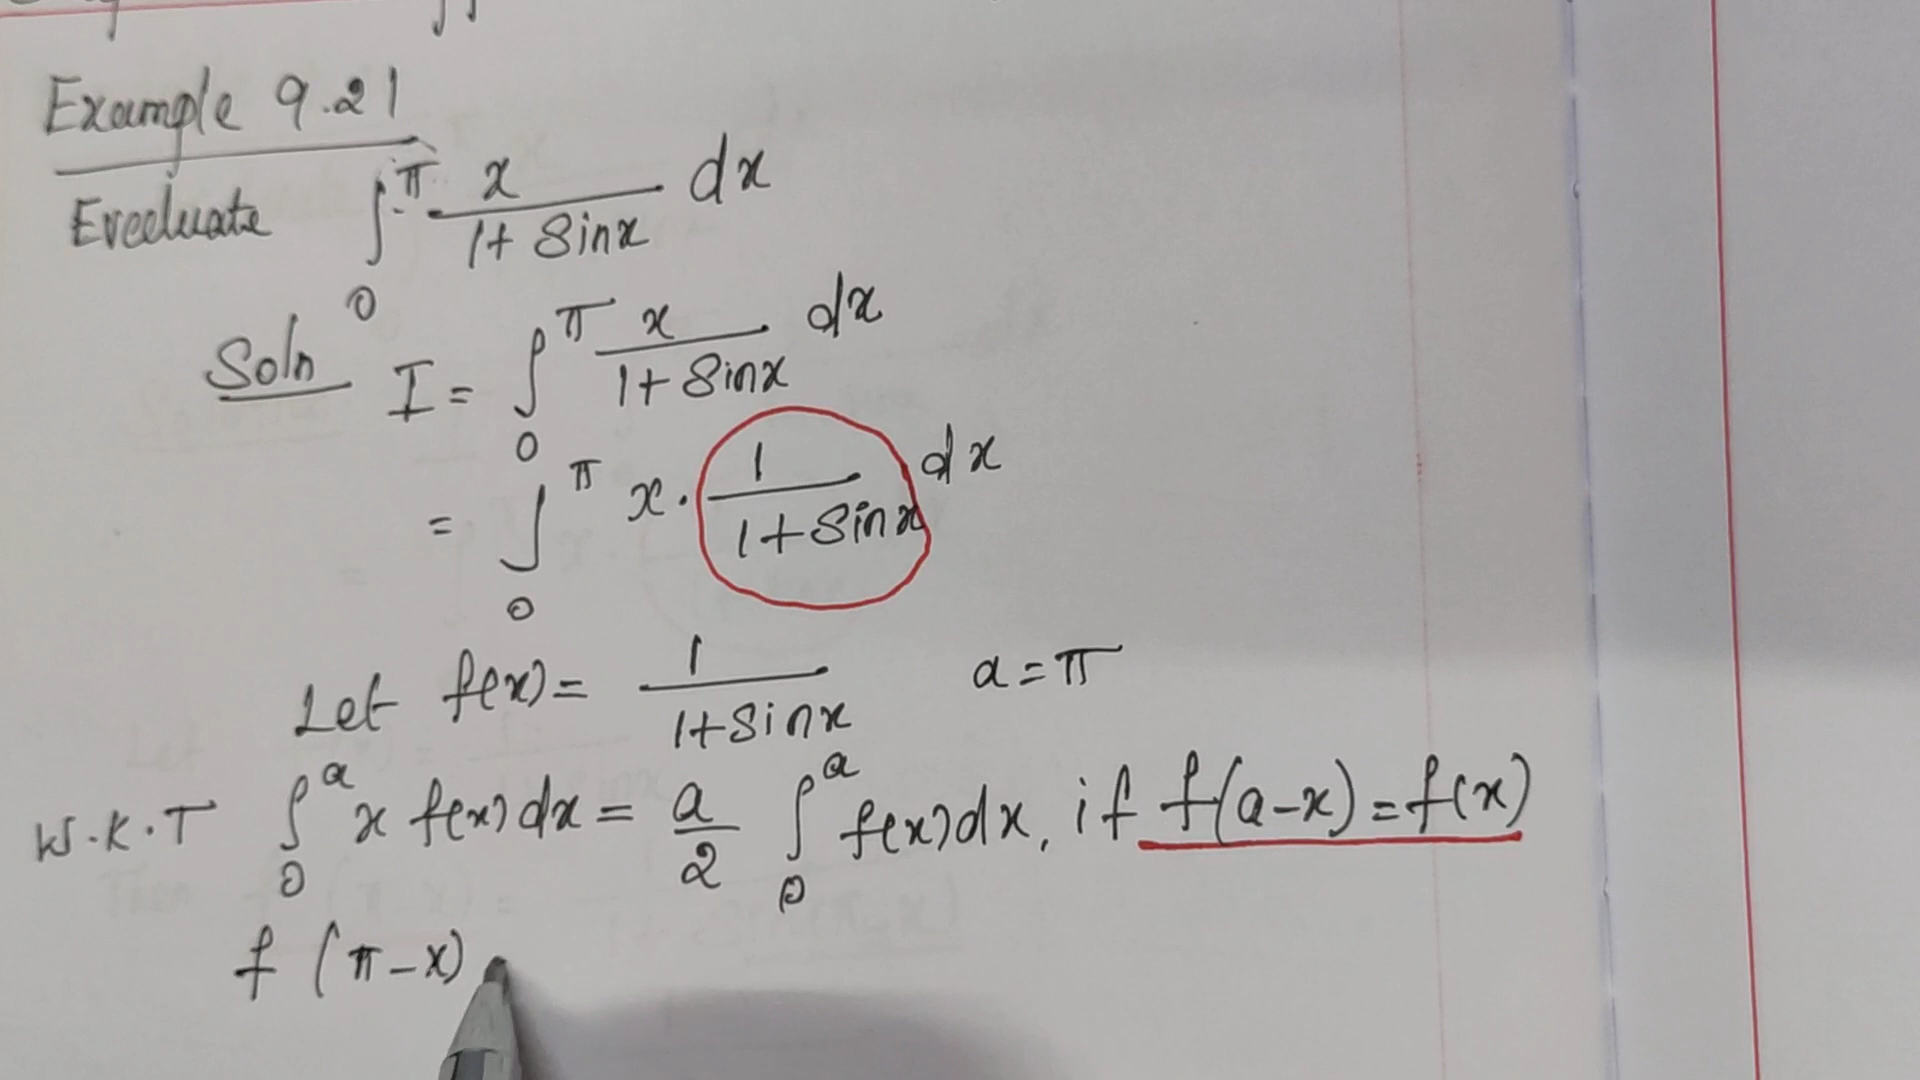 Example 9.21
Evaluate ∫₀^π x/(1+Sinx) dx
Soln I = ∫₀^π x/(1+Sinx) dx
= ∫₀^π x · 1/(1+Sinx) dx
Let f(x) = 1/(1+Sinx) a = π
W.K.T ∫₀^a x f(x) dx = a/2 ∫₀^a f(x) dx, if f(a-x) = f(x)
f(π-x)